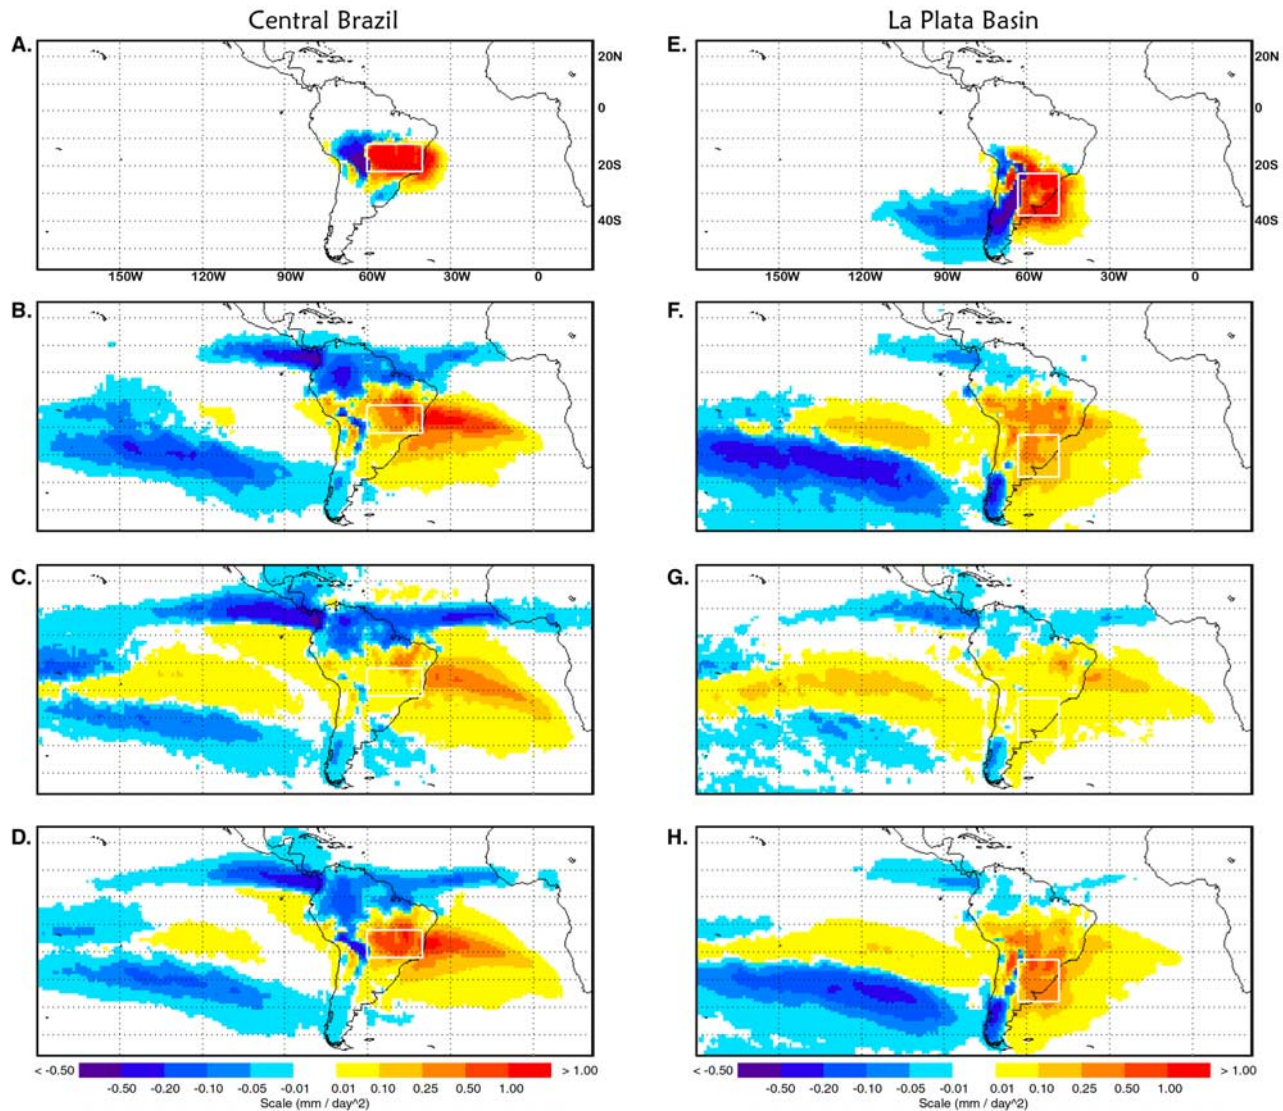 Central Brazil
La Plata Basin
A.
E.
20N
0
20S
40S
20N
0
20S
40S
150W 120W 90W 60W 30W 0
150W 120W 90W 60W 30W 0
B.
F.
C.
G.
D.
H.
< -0.50
> 1.00
-0.50 -0.20 -0.10 -0.05 -0.01 0.01 0.10 0.25 0.50 1.00
Scale (mm / day^2)
< -0.50
> 1.00
-0.50 -0.20 -0.10 -0.05 -0.01 0.01 0.10 0.25 0.50 1.00
Scale (mm / day^2)